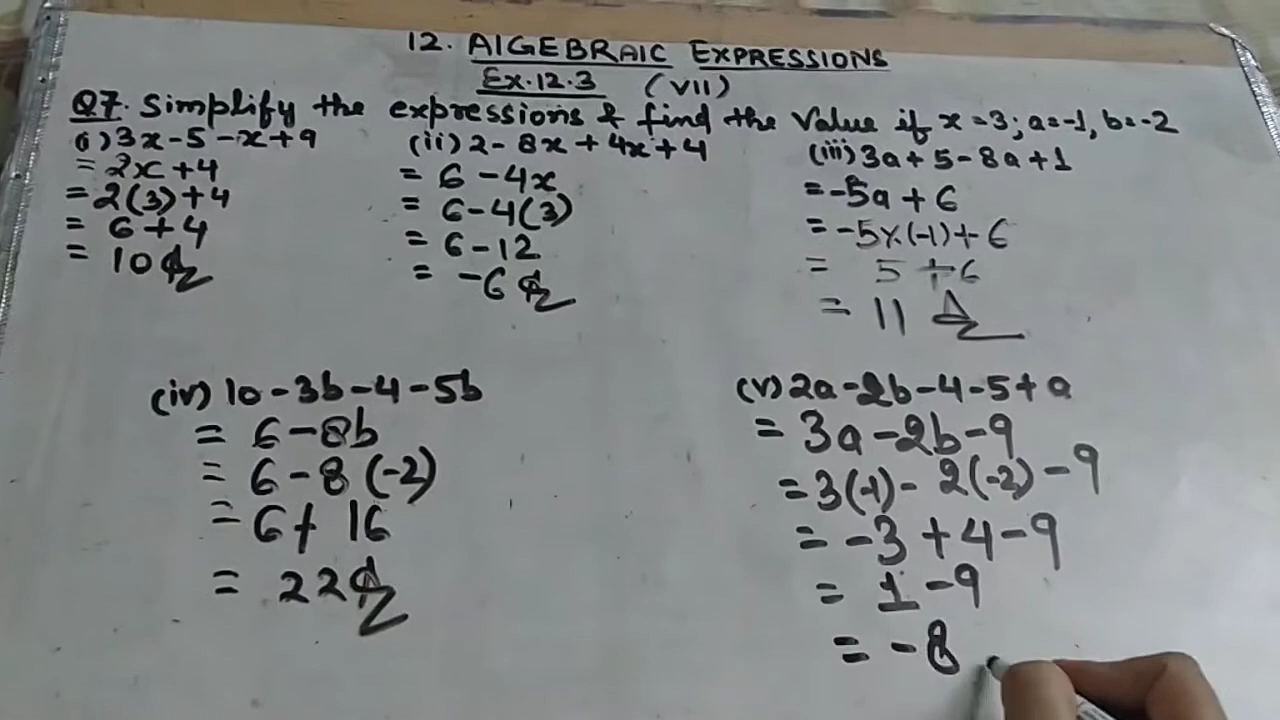 12. AlGEBRAIC EXPRESSIONS
Ex.12.3 (VII)
Q7. Simplify the expressions & find the Value if x=3; a=-1, b=-2
(i) 3x-5-x+9
= 2x+4
= 2(3)+4
= 6+4
= 10
(ii) 2-8x+4x+4
= 6-4x
= 6-4(3)
= 6-12
= -6
(iii) 3a+5-8a+1
= -5a+6
= -5x(-1)+6
= 5+6
= 11
(iv) 10-3b-4-5b
= 6-8b
= 6-8(-2)
= 6+16
= 22
(v) 2a-2b-4-5+a
= 3a-2b-9
= 3(-1)-2(-2)-9
= -3+4-9
= 1-9
= -8